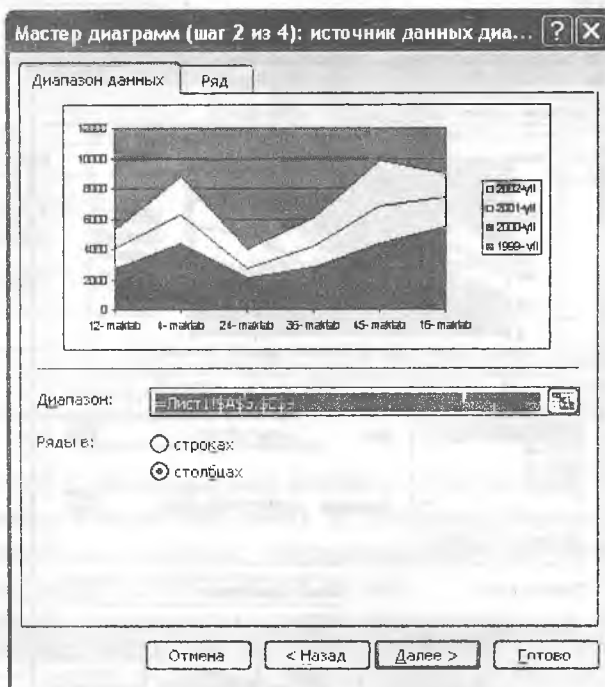 Мастер диаграмм (шаг 2 из 4): источник данных диа...
Диапазон данных Ряд
12000
10000
8000
6000
4000
2000
0
12- maktab 4- maktab 24- maktab 36- maktab 45- maktab 16- maktab
2002-yil
2001-yil
2000-yil
1999-yil
Диапазон:
Ряды в:
строках
столбцах
Отмена < Назад Далее > Готово